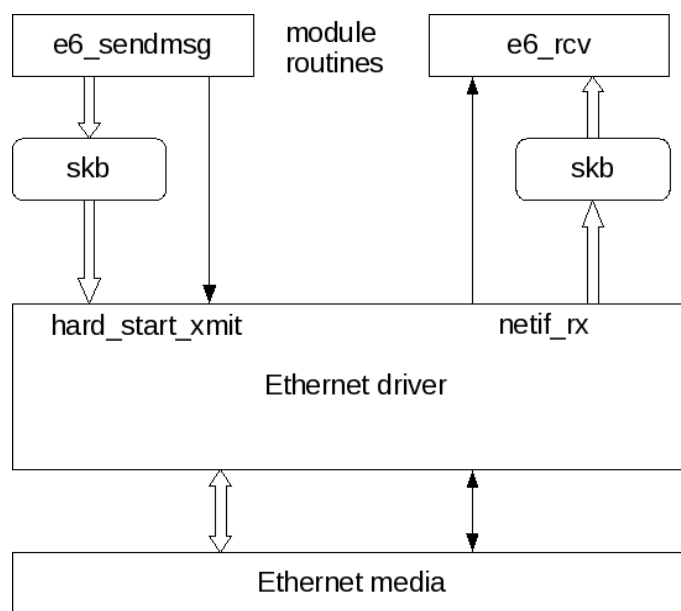 e6_sendmsg
module
routines
e6_rcv
skb
skb
hard_start_xmit
netif_rx
Ethernet driver
Ethernet media